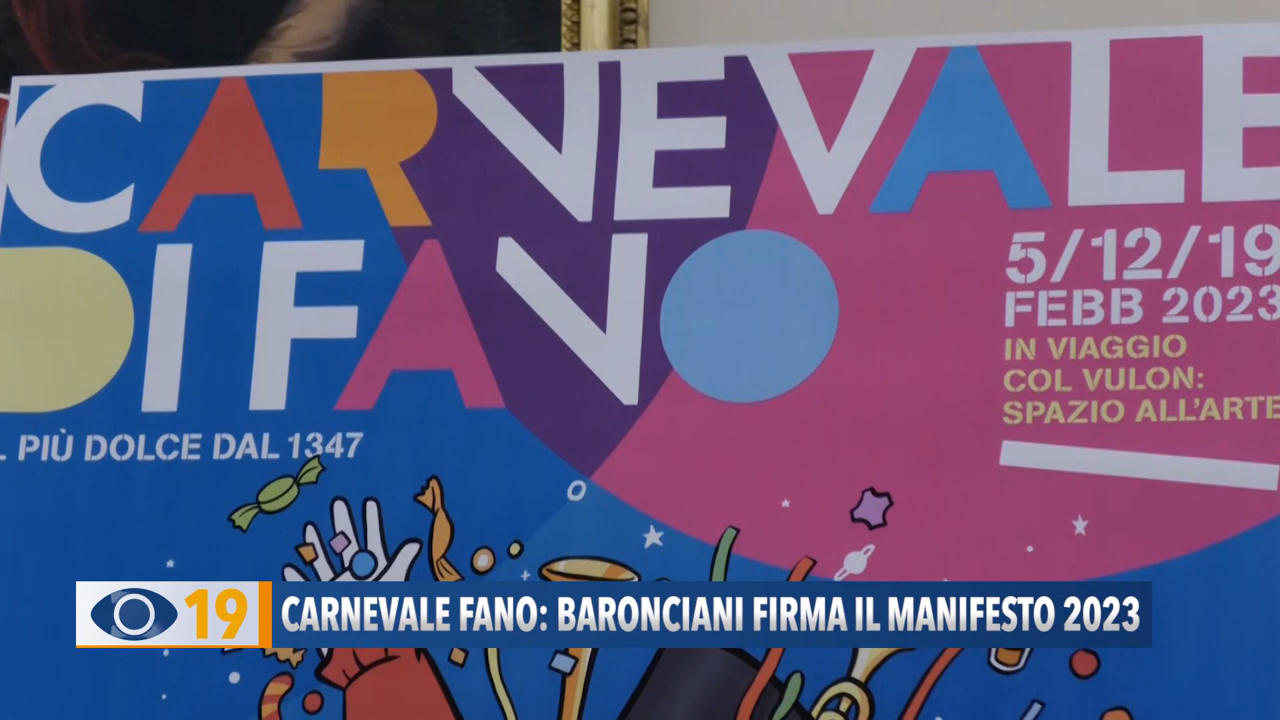 CARNEVALE
DI FANO
5/12/19
FEBB 2023
IN VIAGGIO
COL VULON:
SPAZIO ALL'ARTE
L PIÙ DOLCE DAL 1347
19
CARNEVALE FANO: BARONCIANI FIRMA IL MANIFESTO 2023